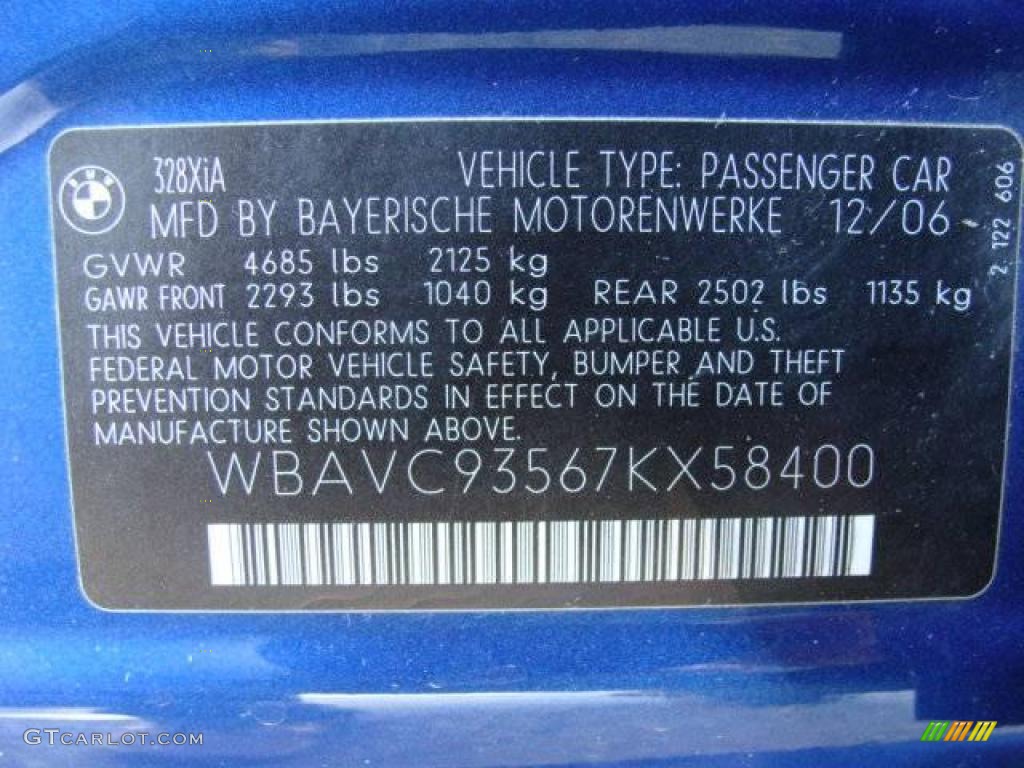 BMW
328XiA VEHICLE TYPE: PASSENGER CAR
MFD BY BAYERISCHE MOTORENWERKE 12/06
GVWR 4685 lbs 2125 kg
GAWR FRONT 2293 lbs 1040 kg REAR 2502 lbs 1135 kg
THIS VEHICLE CONFORMS TO ALL APPLICABLE U.S.
FEDERAL MOTOR VEHICLE SAFETY, BUMPER AND THEFT
PREVENTION STANDARDS IN EFFECT ON THE DATE OF
MANUFACTURE SHOWN ABOVE.
WBAVC93567KX58400
2 122 606
GTCARLOT.COM